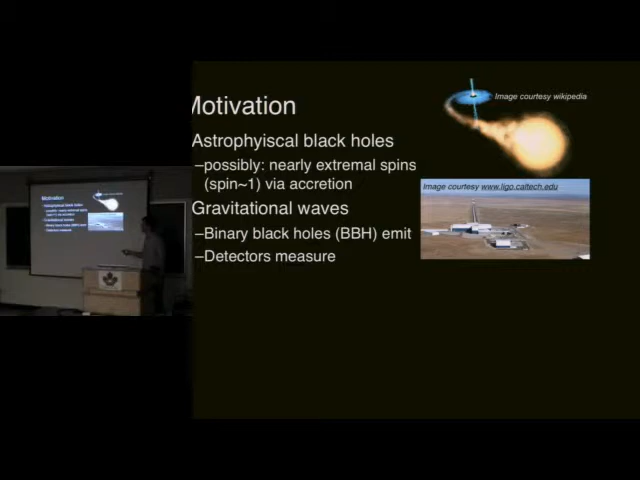 Motivation
Image courtesy wikipedia
Astrophyiscal black holes
–possibly: nearly extremal spins
(spin~1) via accretion
Image courtesy www.ligo.caltech.edu
Gravitational waves
–Binary black holes (BBH) emit
–Detectors measure
Motivation